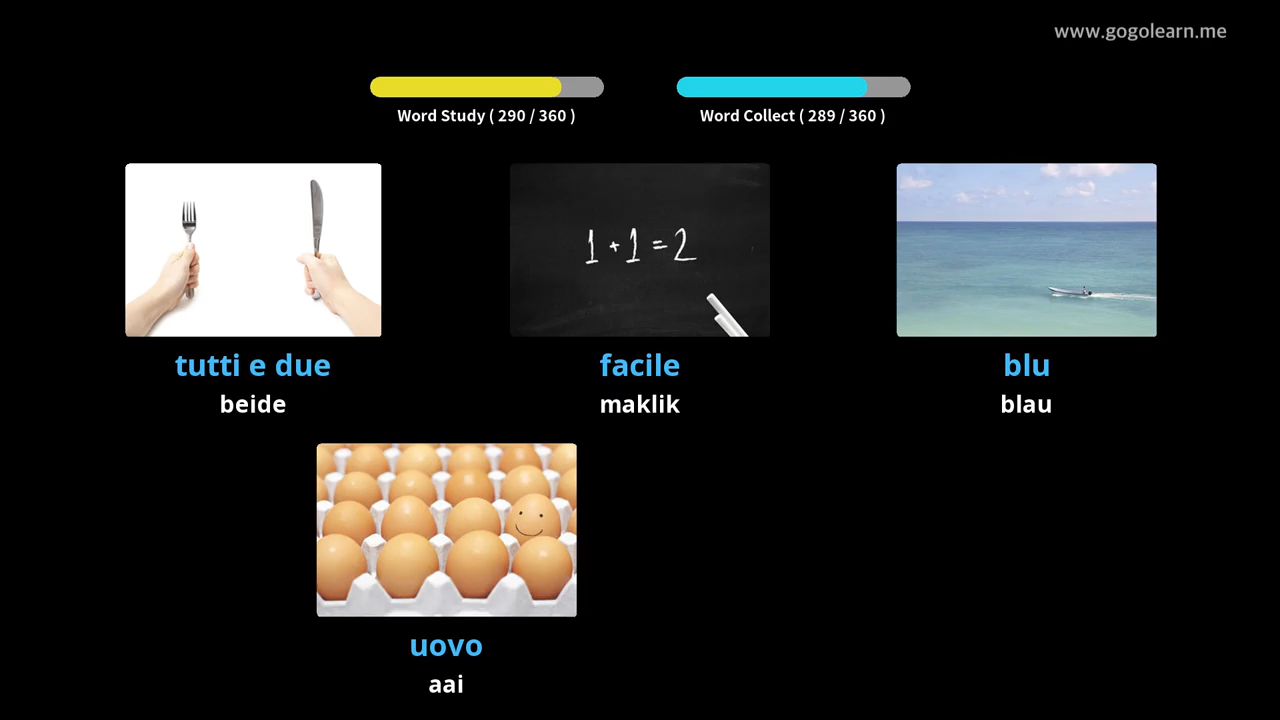 www.gogolearn.me
Word Study ( 290 / 360 )
Word Collect ( 289 / 360 )
1 + 1 = 2
tutti e due
facile
blu
beide
maklik
blau
uovo
aai